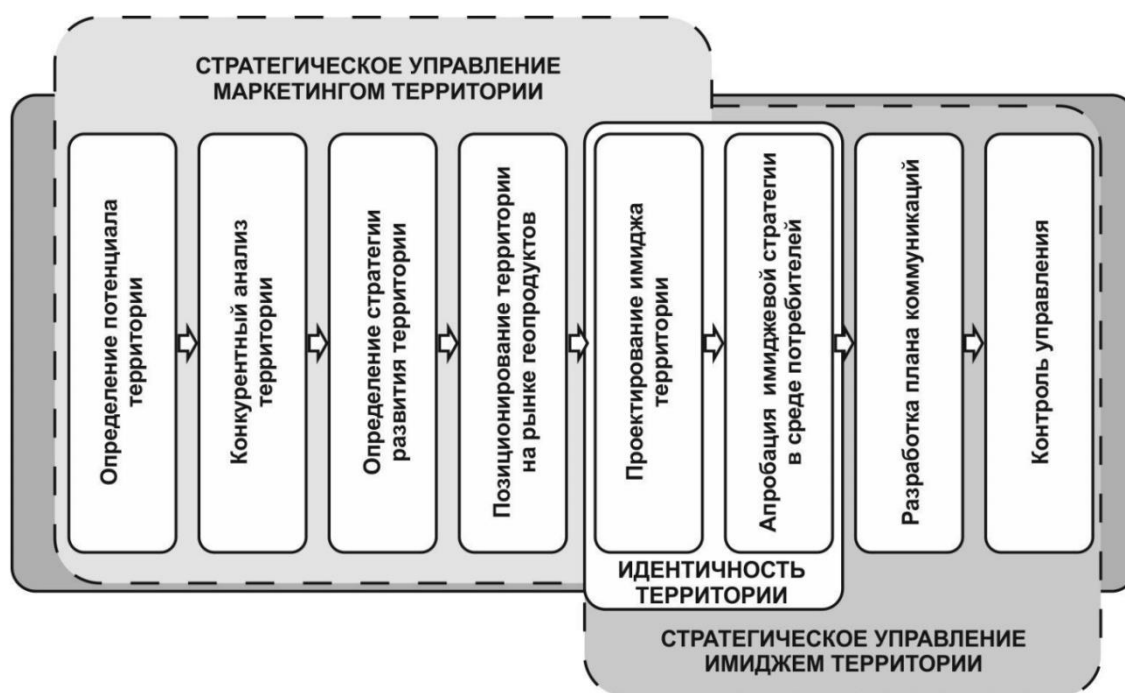 СТРАТЕГИЧЕСКОЕ УПРАВЛЕНИЕ
МАРКЕТИНГОМ ТЕРРИТОРИИ
Определение потенциала
территории
Конкурентный анализ
территории
Определение стратегии
развития территории
Позиционирование территории
на рынке геопродуктов
Проектирование имиджа
территории
Апробация имиджевой стратегии
в среде потребителей
Разработка плана коммуникаций
Контроль управления
ИДЕНТИЧНОСТЬ
ТЕРРИТОРИИ
СТРАТЕГИЧЕСКОЕ УПРАВЛЕНИЕ
ИМИДЖЕМ ТЕРРИТОРИИ